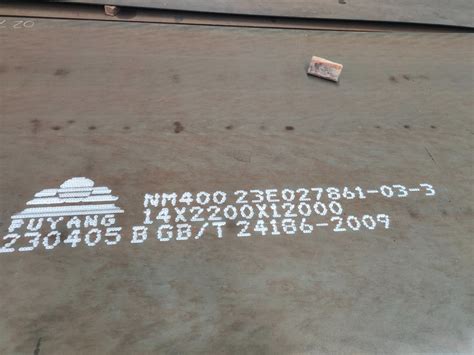 NM400 23E027861-03-3
14X2200X12000
FUYANG
230405 B GB/T 24186-2009